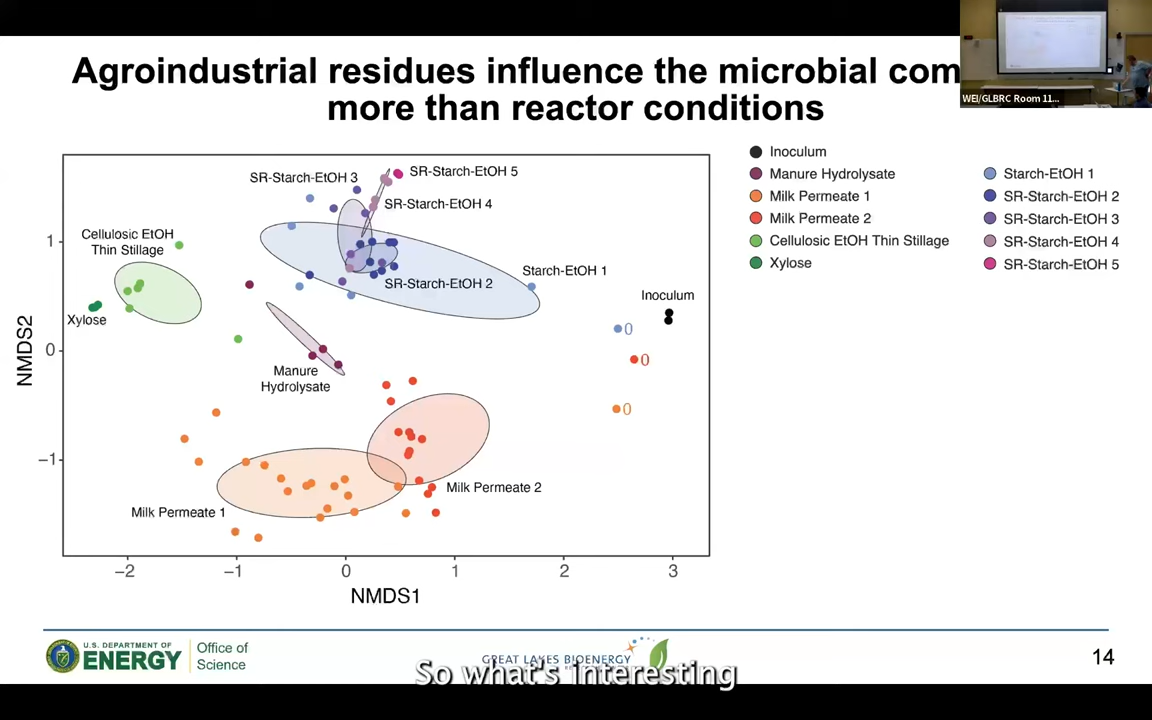 Agroindustrial residues influence the microbial com
more than reactor conditions
WEI/GLBRC Room 11...
SR-Starch-EtOH 3
SR-Starch-EtOH 5
SR-Starch-EtOH 4
Cellulosic EtOH
Thin Stillage
SR-Starch-EtOH 2
Starch-EtOH 1
Inoculum
Xylose
0
0
0
Manure
Hydrolysate
Milk Permeate 2
Milk Permeate 1
NMDS2
1
0
−1
−2
−1
0
1
2
3
NMDS1
Inoculum
Manure Hydrolysate
Milk Permeate 1
Milk Permeate 2
Cellulosic EtOH Thin Stillage
Xylose
Starch-EtOH 1
SR-Starch-EtOH 2
SR-Starch-EtOH 3
SR-Starch-EtOH 4
SR-Starch-EtOH 5
U.S. DEPARTMENT OF
ENERGY
Office of
Science
GREAT LAKES BIOENERGY
14
So what's interesting